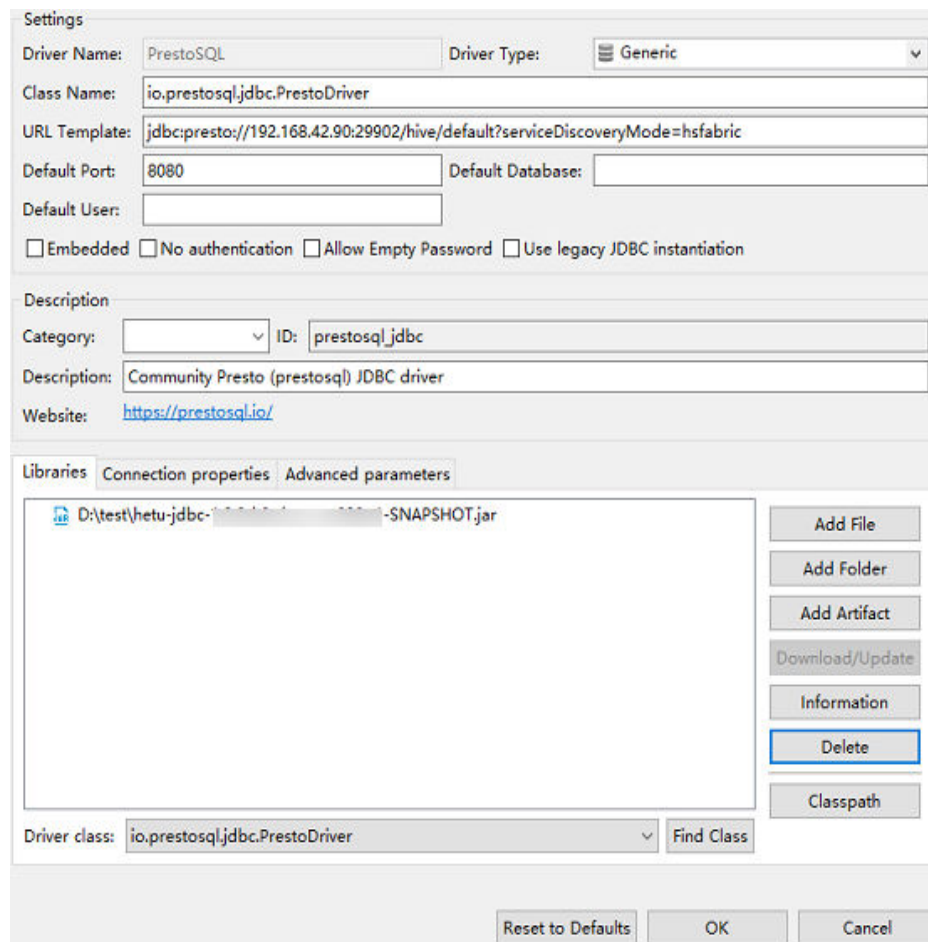 Settings
Driver Name: PrestoSQL Driver Type: Generic
Class Name: io.prestosql.jdbc.PrestoDriver
URL Template: jdbc:presto://192.168.42.90:29902/hive/default?serviceDiscoveryMode=hsfabric
Default Port: 8080 Default Database:
Default User:
Embedded No authentication Allow Empty Password Use legacy JDBC instantiation
Description
Category: ID: prestosql_jdbc
Description: Community Presto (prestosql) JDBC driver
Website: https://prestosql.io/
Libraries Connection properties Advanced parameters
D:\test\hetu-jdbc- -SNAPSHOT.jar
Add File
Add Folder
Add Artifact
Download/Update
Information
Delete
Classpath
Driver class: io.prestosql.jdbc.PrestoDriver Find Class
Reset to Defaults OK Cancel